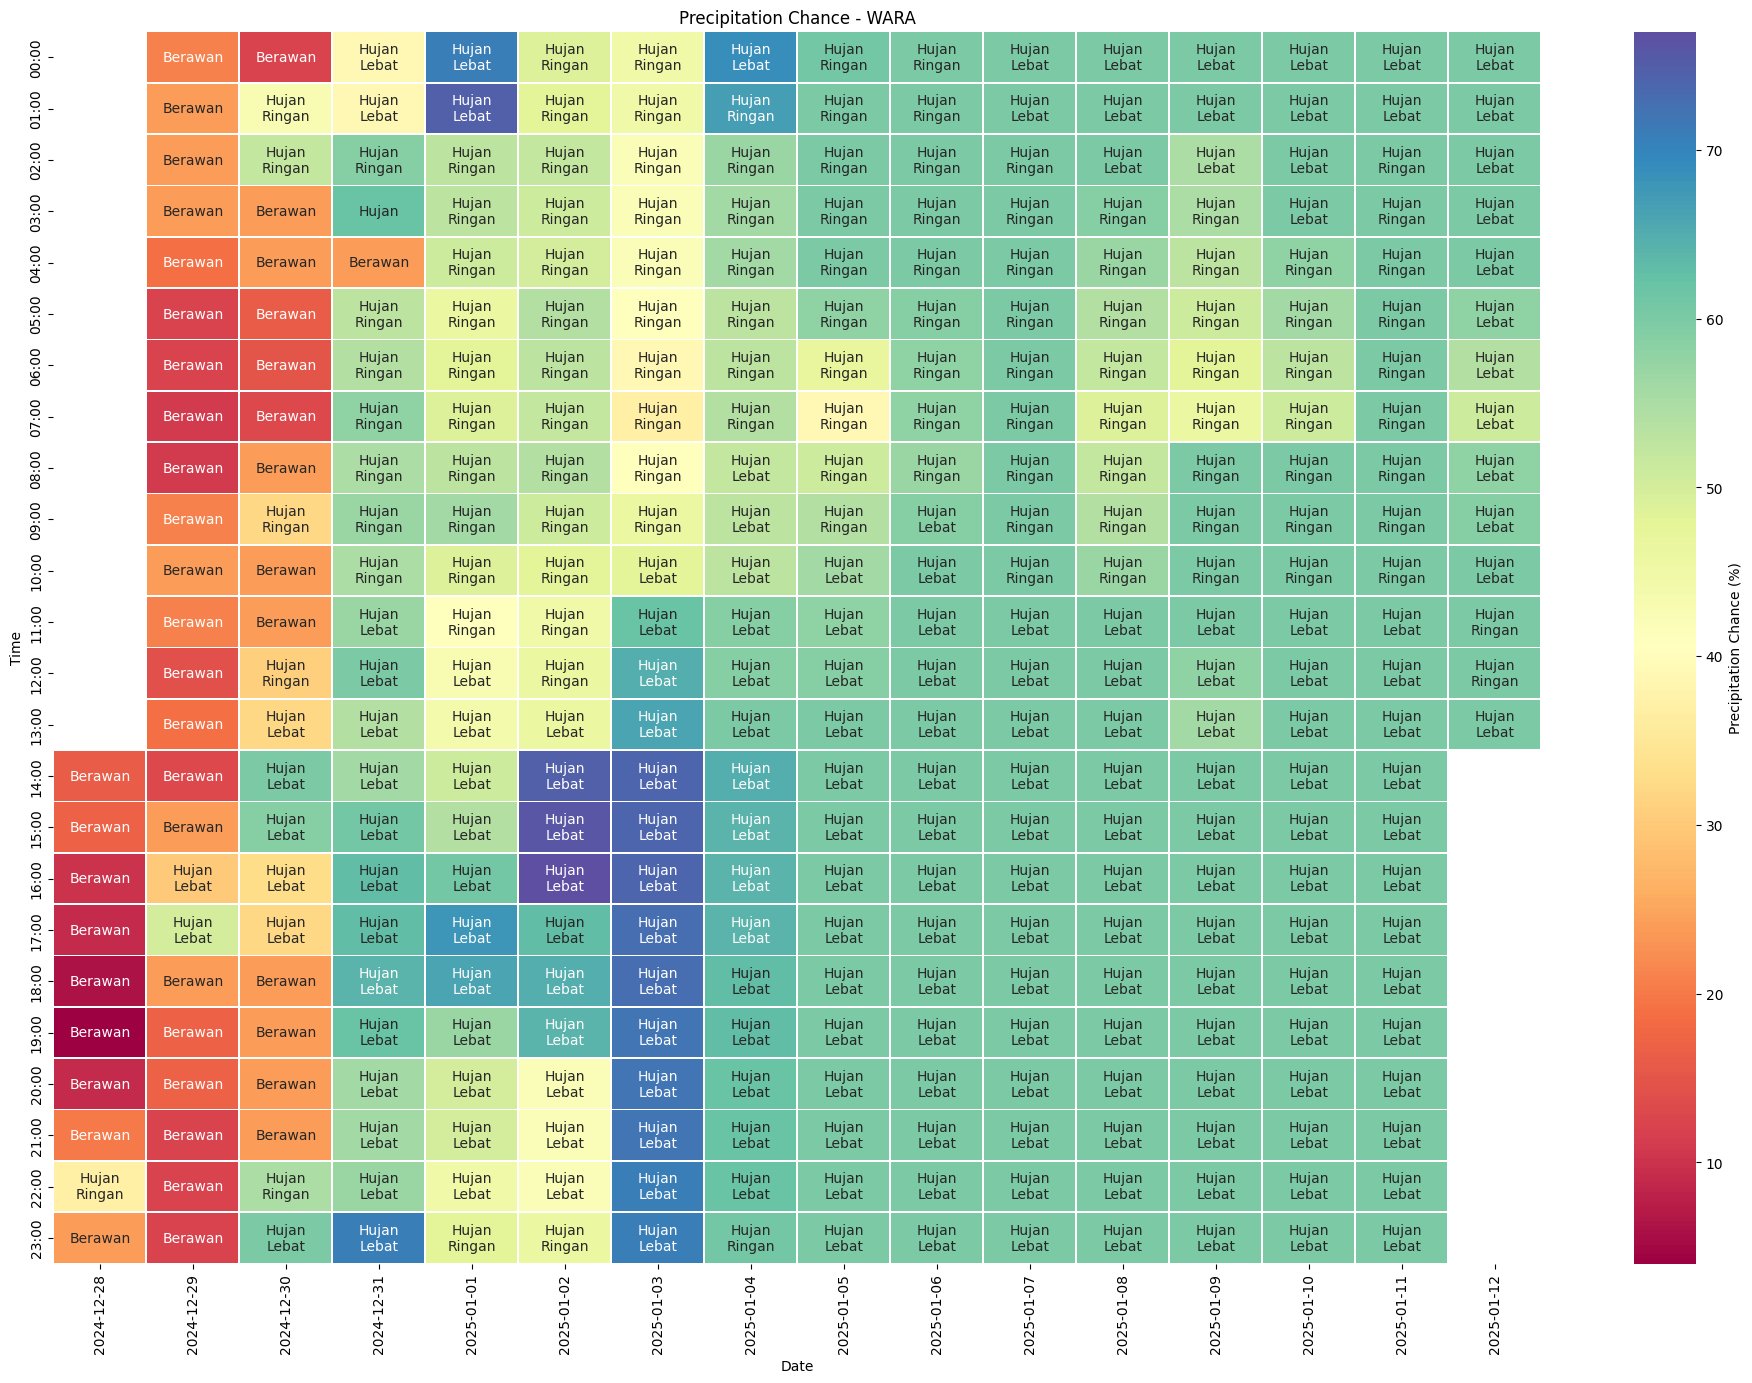 Precipitation Chance - WARA
00:00 Berawan Berawan Hujan Lebat Hujan Lebat Hujan Ringan Hujan Ringan Hujan Lebat Hujan Ringan Hujan Ringan Hujan Lebat Hujan Lebat Hujan Lebat Hujan Lebat Hujan Lebat Hujan Lebat
01:00 Berawan Hujan Ringan Hujan Lebat Hujan Lebat Hujan Ringan Hujan Ringan Hujan Ringan Hujan Ringan Hujan Ringan Hujan Lebat Hujan Lebat Hujan Lebat Hujan Lebat Hujan Lebat Hujan Lebat
02:00 Berawan Hujan Ringan Hujan Ringan Hujan Ringan Hujan Ringan Hujan Ringan Hujan Ringan Hujan Ringan Hujan Ringan Hujan Ringan Hujan Lebat Hujan Lebat Hujan Lebat Hujan Ringan Hujan Lebat
03:00 Berawan Berawan Hujan Hujan Ringan Hujan Ringan Hujan Ringan Hujan Ringan Hujan Ringan Hujan Ringan Hujan Ringan Hujan Ringan Hujan Ringan Hujan Lebat Hujan Ringan Hujan Lebat
04:00 Berawan Berawan Berawan Hujan Ringan Hujan Ringan Hujan Ringan Hujan Ringan Hujan Ringan Hujan Ringan Hujan Ringan Hujan Ringan Hujan Ringan Hujan Ringan Hujan Ringan Hujan Lebat
05:00 Berawan Berawan Hujan Ringan Hujan Ringan Hujan Ringan Hujan Ringan Hujan Ringan Hujan Ringan Hujan Ringan Hujan Ringan Hujan Ringan Hujan Ringan Hujan Ringan Hujan Ringan Hujan Lebat
06:00 Berawan Berawan Hujan Ringan Hujan Ringan Hujan Ringan Hujan Ringan Hujan Ringan Hujan Ringan Hujan Ringan Hujan Ringan Hujan Ringan Hujan Ringan Hujan Ringan Hujan Ringan Hujan Lebat
07:00 Berawan Berawan Hujan Ringan Hujan Ringan Hujan Ringan Hujan Ringan Hujan Ringan Hujan Ringan Hujan Ringan Hujan Ringan Hujan Ringan Hujan Ringan Hujan Ringan Hujan Ringan Hujan Lebat
08:00 Berawan Berawan Hujan Ringan Hujan Ringan Hujan Ringan Hujan Ringan Hujan Lebat Hujan Ringan Hujan Ringan Hujan Ringan Hujan Ringan Hujan Ringan Hujan Ringan Hujan Ringan Hujan Lebat
09:00 Berawan Hujan Ringan Hujan Ringan Hujan Ringan Hujan Ringan Hujan Ringan Hujan Lebat Hujan Ringan Hujan Lebat Hujan Ringan Hujan Ringan Hujan Ringan Hujan Ringan Hujan Ringan Hujan Lebat
10:00 Berawan Berawan Hujan Ringan Hujan Ringan Hujan Ringan Hujan Lebat Hujan Lebat Hujan Lebat Hujan Lebat Hujan Ringan Hujan Ringan Hujan Ringan Hujan Ringan Hujan Ringan Hujan Lebat
11:00 Berawan Berawan Hujan Lebat Hujan Ringan Hujan Ringan Hujan Lebat Hujan Lebat Hujan Lebat Hujan Lebat Hujan Lebat Hujan Lebat Hujan Lebat Hujan Lebat Hujan Lebat Hujan Ringan
12:00 Berawan Hujan Ringan Hujan Lebat Hujan Lebat Hujan Ringan Hujan Lebat Hujan Lebat Hujan Lebat Hujan Lebat Hujan Lebat Hujan Lebat Hujan Lebat Hujan Lebat Hujan Lebat Hujan Ringan
13:00 Berawan Hujan Lebat Hujan Lebat Hujan Lebat Hujan Lebat Hujan Lebat Hujan Lebat Hujan Lebat Hujan Lebat Hujan Lebat Hujan Lebat Hujan Lebat Hujan Lebat Hujan Lebat Hujan Lebat
14:00 Berawan Berawan Hujan Lebat Hujan Lebat Hujan Lebat Hujan Lebat Hujan Lebat Hujan Lebat Hujan Lebat Hujan Lebat Hujan Lebat Hujan Lebat Hujan Lebat Hujan Lebat Hujan Lebat
15:00 Berawan Berawan Hujan Lebat Hujan Lebat Hujan Lebat Hujan Lebat Hujan Lebat Hujan Lebat Hujan Lebat Hujan Lebat Hujan Lebat Hujan Lebat Hujan Lebat Hujan Lebat Hujan Lebat
16:00 Berawan Hujan Lebat Hujan Lebat Hujan Lebat Hujan Lebat Hujan Lebat Hujan Lebat Hujan Lebat Hujan Lebat Hujan Lebat Hujan Lebat Hujan Lebat Hujan Lebat Hujan Lebat Hujan Lebat
17:00 Berawan Hujan Lebat Hujan Lebat Hujan Lebat Hujan Lebat Hujan Lebat Hujan Lebat Hujan Lebat Hujan Lebat Hujan Lebat Hujan Lebat Hujan Lebat Hujan Lebat Hujan Lebat Hujan Lebat
18:00 Berawan Berawan Berawan Hujan Lebat Hujan Lebat Hujan Lebat Hujan Lebat Hujan Lebat Hujan Lebat Hujan Lebat Hujan Lebat Hujan Lebat Hujan Lebat Hujan Lebat Hujan Lebat
19:00 Berawan Berawan Berawan Hujan Lebat Hujan Lebat Hujan Lebat Hujan Lebat Hujan Lebat Hujan Lebat Hujan Lebat Hujan Lebat Hujan Lebat Hujan Lebat Hujan Lebat Hujan Lebat
20:00 Berawan Berawan Berawan Hujan Lebat Hujan Lebat Hujan Lebat Hujan Lebat Hujan Lebat Hujan Lebat Hujan Lebat Hujan Lebat Hujan Lebat Hujan Lebat Hujan Lebat Hujan Lebat
21:00 Berawan Berawan Berawan Hujan Lebat Hujan Lebat Hujan Lebat Hujan Lebat Hujan Lebat Hujan Lebat Hujan Lebat Hujan Lebat Hujan Lebat Hujan Lebat Hujan Lebat Hujan Lebat
22:00 Hujan Ringan Berawan Hujan Ringan Hujan Lebat Hujan Lebat Hujan Lebat Hujan Lebat Hujan Lebat Hujan Lebat Hujan Lebat Hujan Lebat Hujan Lebat Hujan Lebat Hujan Lebat Hujan Lebat
23:00 Berawan Berawan Hujan Lebat Hujan Lebat Hujan Ringan Hujan Ringan Hujan Lebat Hujan Ringan Hujan Lebat Hujan Lebat Hujan Lebat Hujan Lebat Hujan Lebat Hujan Lebat Hujan Lebat
Time
2024-12-28 2024-12-29 2024-12-30 2024-12-31 2025-01-01 2025-01-02 2025-01-03 2025-01-04 2025-01-05 2025-01-06 2025-01-07 2025-01-08 2025-01-09 2025-01-10 2025-01-11 2025-01-12
Date
70
60
50
40
30
20
10
Precipitation Chance (%)